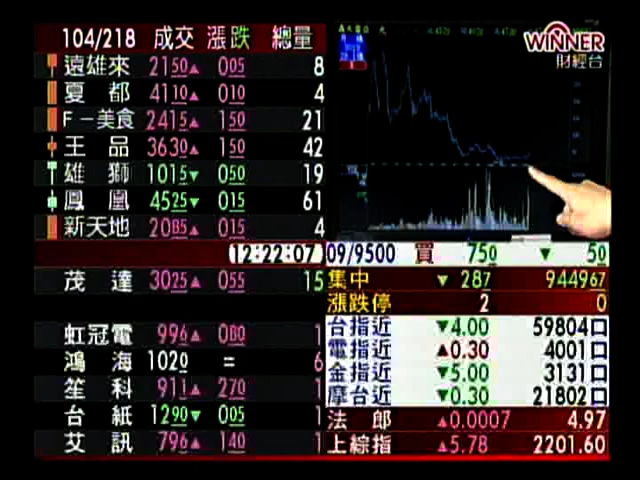 104/218 成交 漲跌 總量
WINNER
財經台
遠雄來 2150▲ 005 8
夏都 4110▲ 010 4
F-美食 2415▲ 150 21
王品 3630▲ 150 42
雄獅 1015▼ 050 19
鳳凰 4525▼ 015 61
新天地 2085▲ 015 4
12:22:07 09/9500 買 750 ▼ 50
茂達 3025▲ 055 15
集中 ▼ 287 944967
漲跌停 2 0
虹冠電 996▲ 080 1
鴻海 1020 = 6
笙科 911▲ 270 1
台紙 1290▼ 005 1
艾訊 796▲ 140 1
台指近 ▼4.00 59804口
電指近 ▲0.30 4001口
金指近 ▼5.00 3131口
摩台近 ▼0.30 21802口
法郎 ▲0.0007 4.97
上綜指 ▲5.78 2201.60